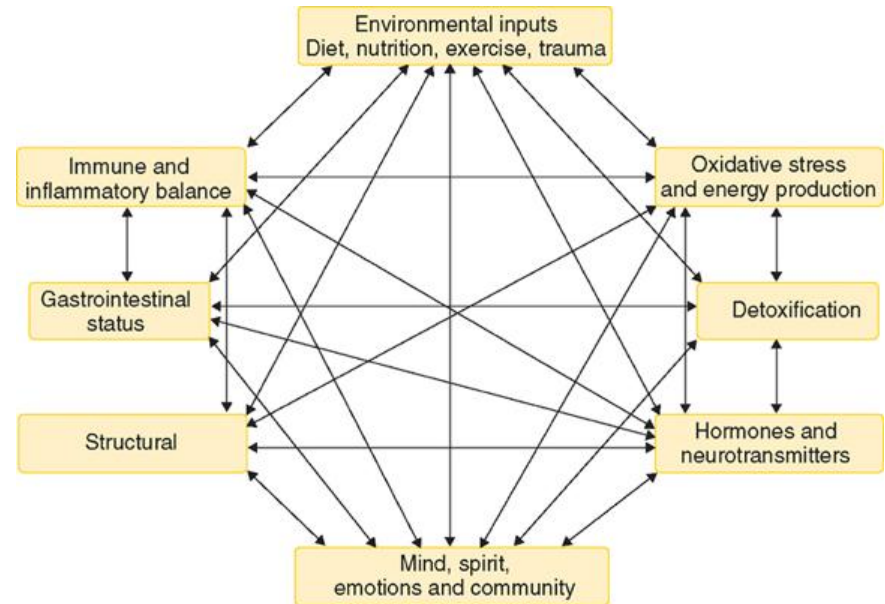 Environmental inputs
Diet, nutrition, exercise, trauma
Immune and
inflammatory balance
Oxidative stress
and energy production
Gastrointestinal
status
Detoxification
Structural
Hormones and
neurotransmitters
Mind, spirit,
emotions and community